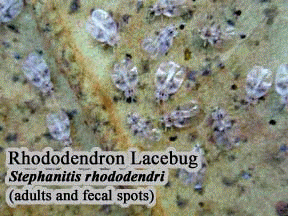 Rhododendron Lacebug
Stephanitis rhododendri
(adults and fecal spots)